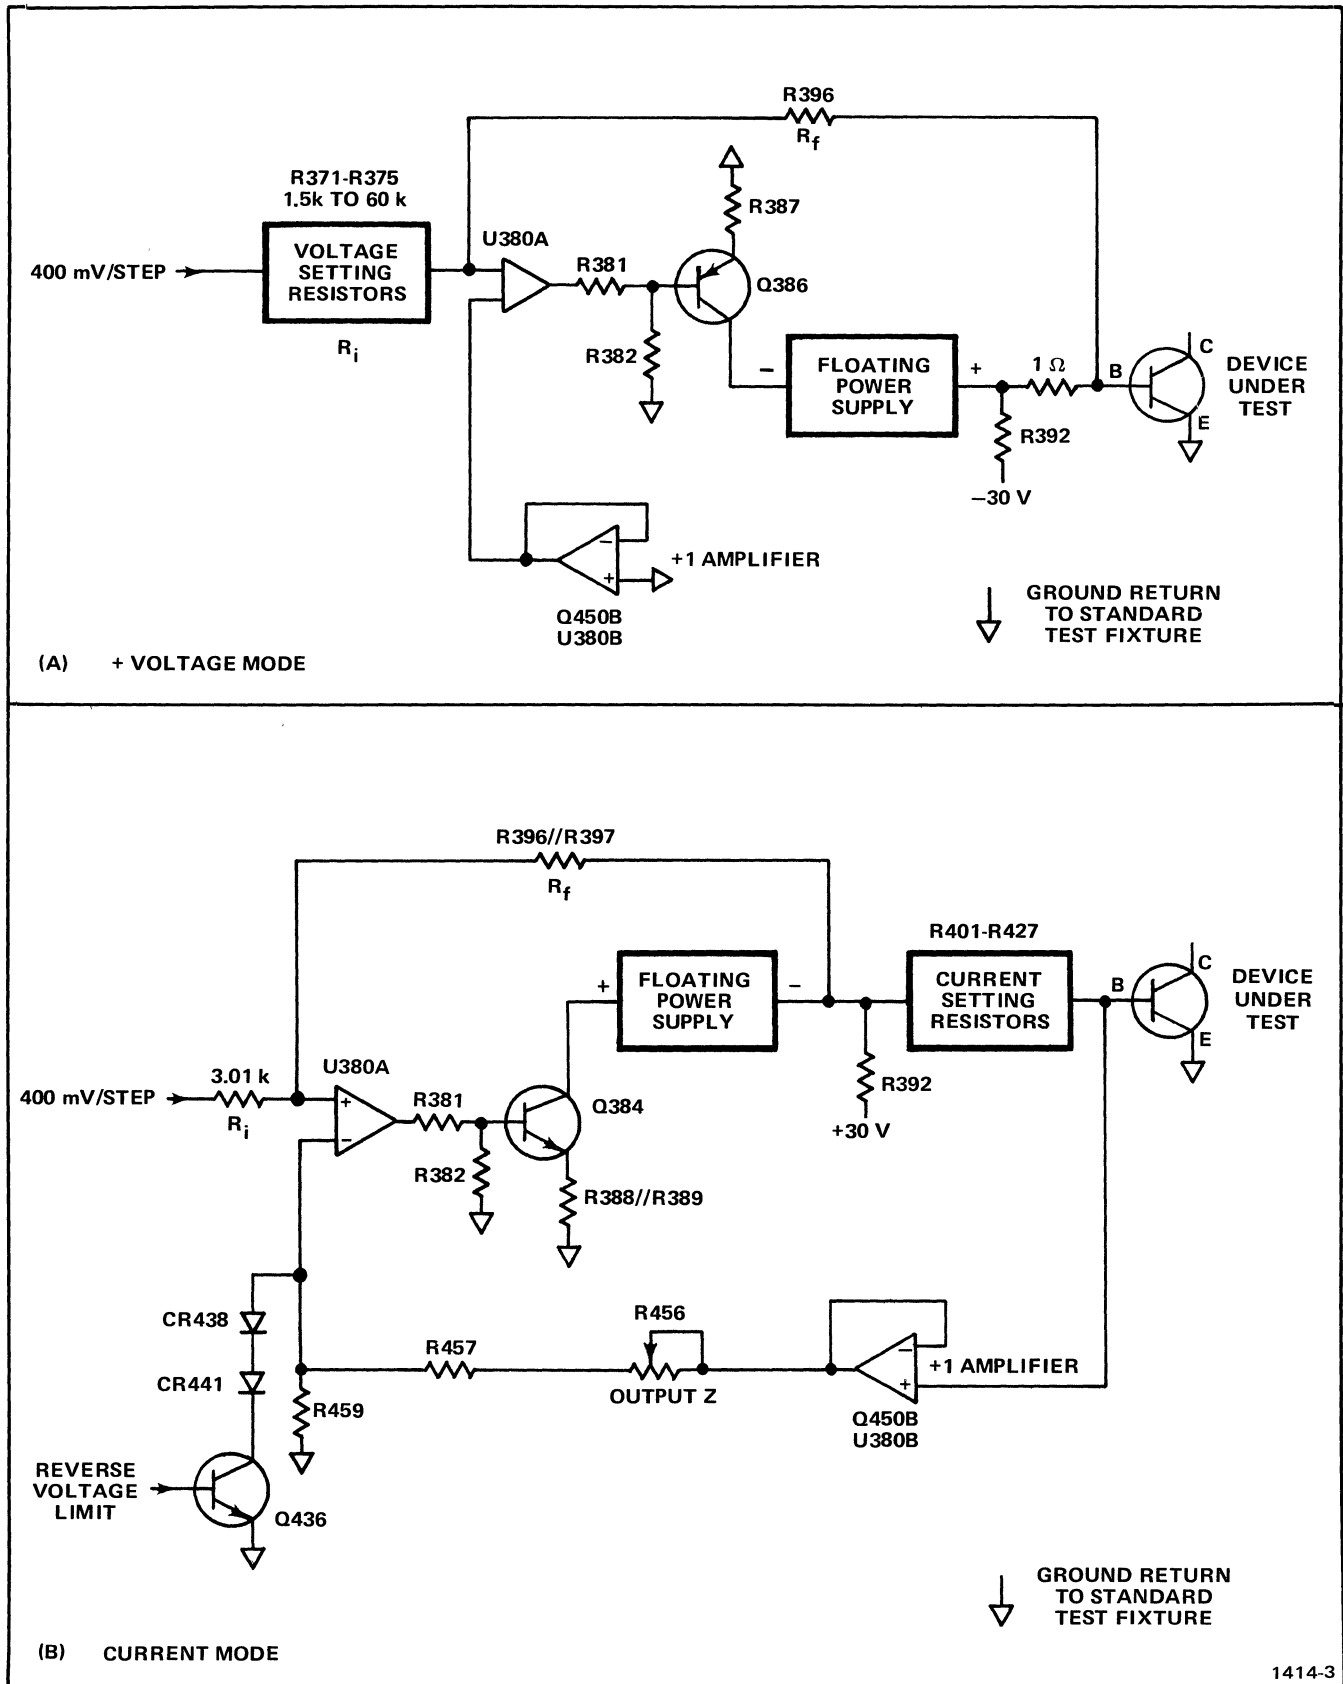 R396
Rf
R371-R375
1.5k TO 60 k
R387
U380A
VOLTAGE
SETTING
RESISTORS
400 mV/STEP
R381
Q386
Ri
R382
C
1 Ω
B
DEVICE
UNDER
TEST
−
FLOATING
POWER
SUPPLY
+
E
R392
−30 V
−
+1 AMPLIFIER
+
Q450B
U380B
GROUND RETURN
TO STANDARD
TEST FIXTURE
(A) + VOLTAGE MODE
R396//R397
Rf
R401-R427
C
+
FLOATING
POWER
SUPPLY
−
CURRENT
SETTING
RESISTORS
B
DEVICE
UNDER
TEST
E
U380A
3.01 k
400 mV/STEP
Ri
+
−
R381
Q384
R392
+30 V
R382
R388//R389
CR438
R456
R457
−
+1 AMPLIFIER
+
CR441
OUTPUT Z
R459
Q450B
U380B
REVERSE
VOLTAGE
LIMIT
Q436
GROUND RETURN
TO STANDARD
TEST FIXTURE
(B) CURRENT MODE
1414-3